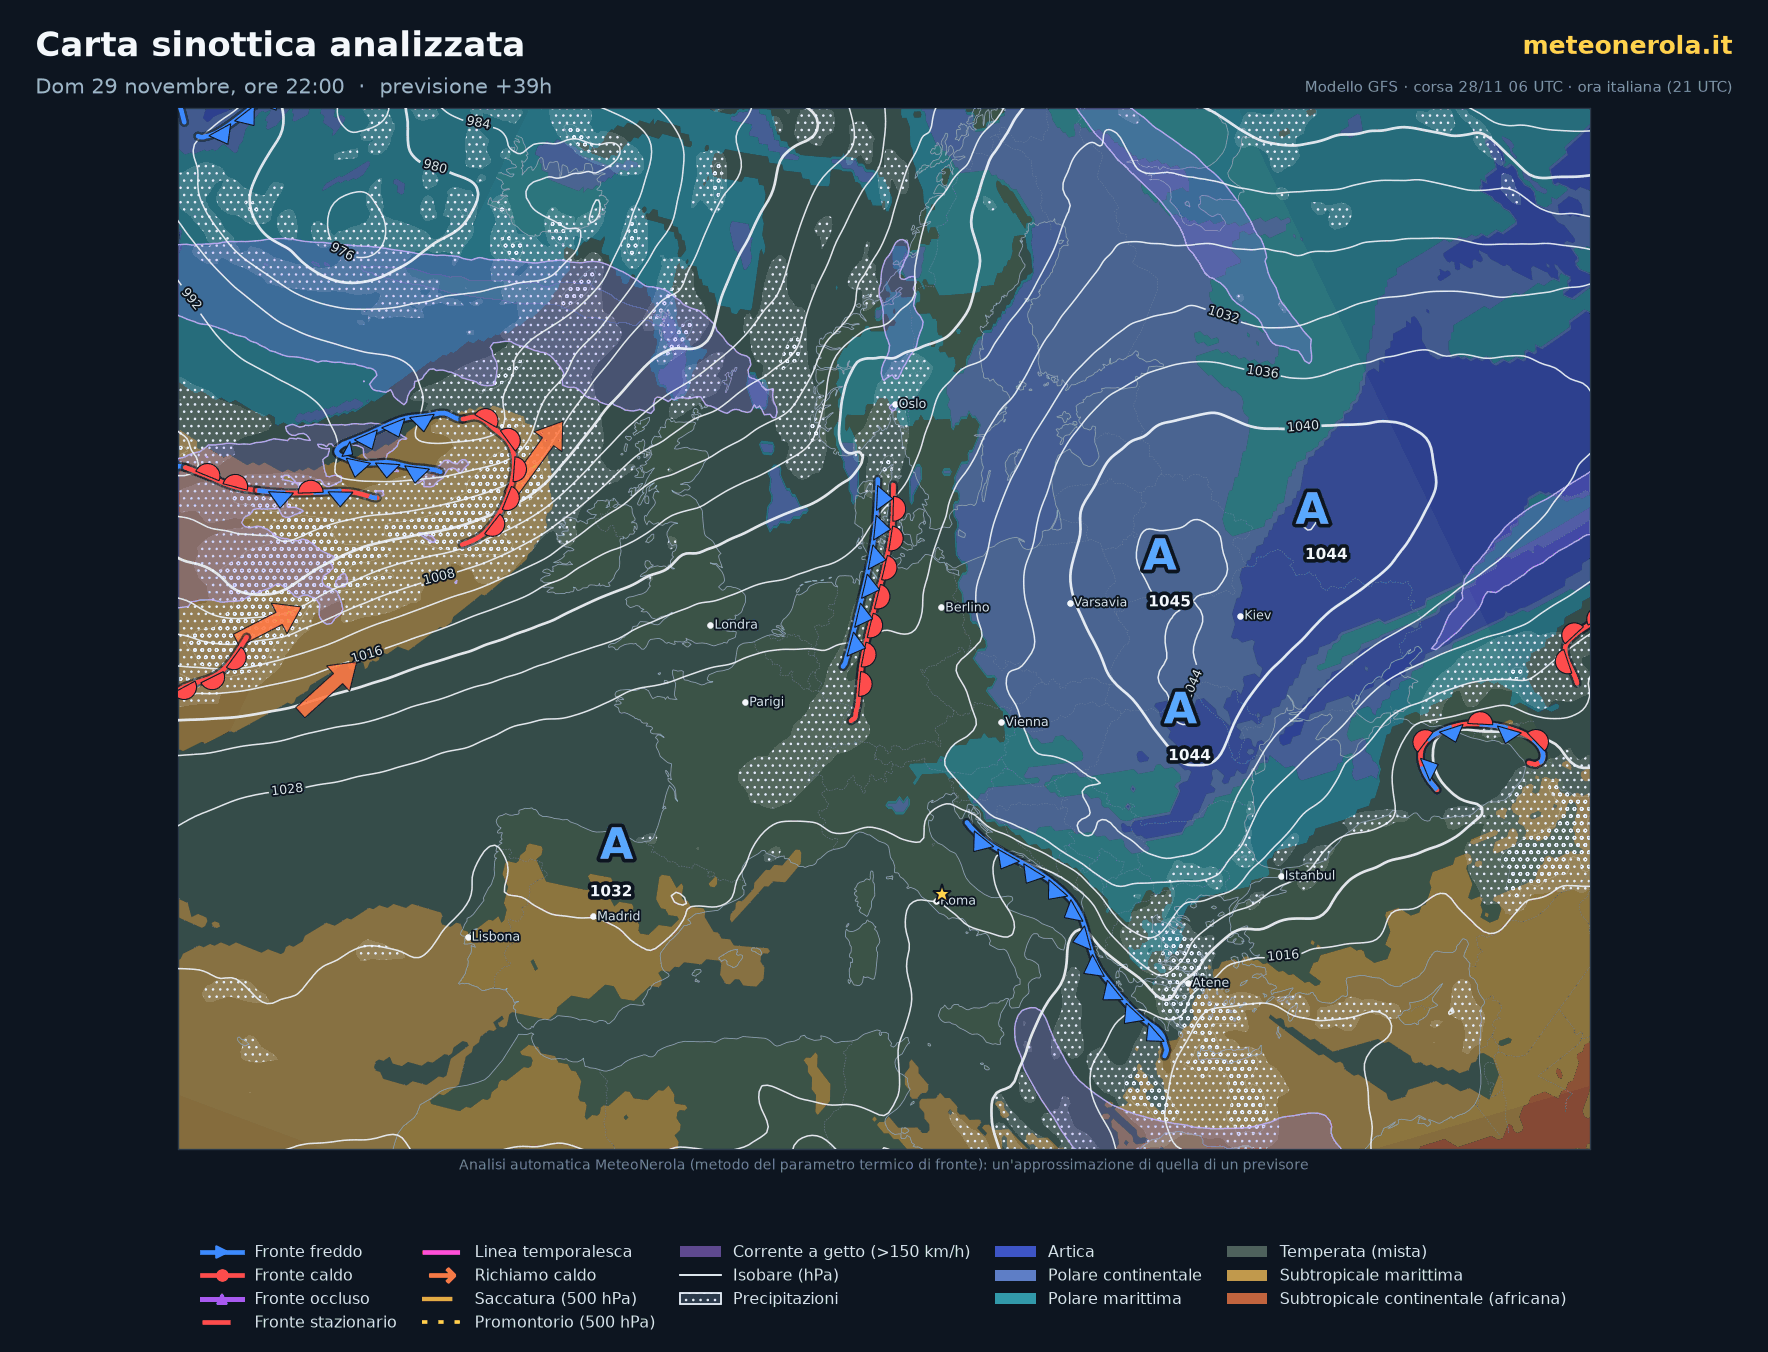 Carta sinottica analizzata
meteonerola.it
Dom 29 novembre, ore 22:00 · previsione +39h
Modello GFS · corsa 28/11 06 UTC · ora italiana (21 UTC)
984
980
976
992
1032
1036
Oslo
1040
A
1044
A
1045
1008
Berlino
Varsavia
Kiev
Londra
1016
044
Parigi
A
1044
Vienna
1028
A
1032
Istanbul
Madrid
Roma
Lisbona
1016
Atene
Analisi automatica MeteoNerola (metodo del parametro termico di fronte): un'approssimazione di quella di un previsore
Fronte freddo
Fronte caldo
Fronte occluso
Fronte stazionario
Linea temporalesca
Richiamo caldo
Saccatura (500 hPa)
Promontorio (500 hPa)
Corrente a getto (>150 km/h)
Isobare (hPa)
Precipitazioni
Artica
Polare continentale
Polare marittima
Temperata (mista)
Subtropicale marittima
Subtropicale continentale (africana)